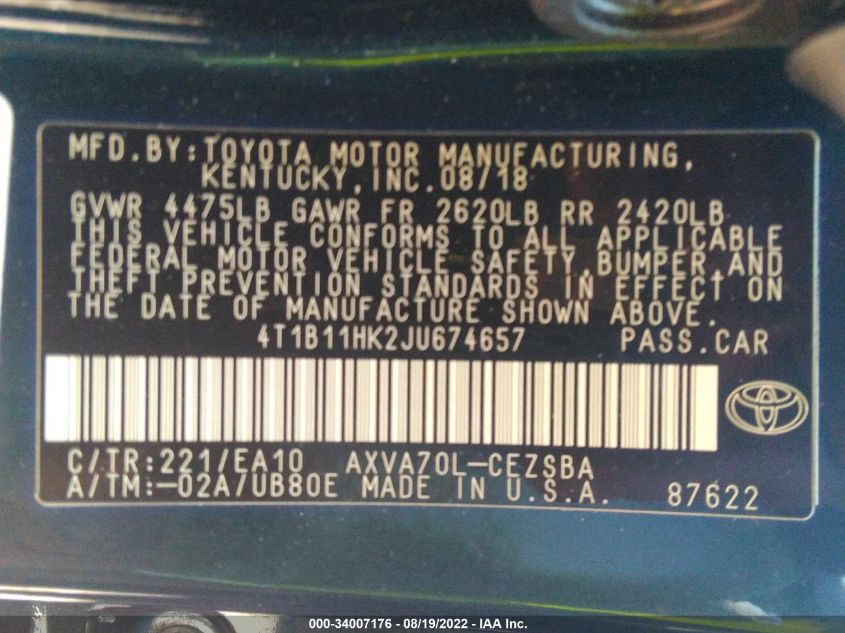 MFD.BY:TOYOTA MOTOR MANUFACTURING,
KENTUCKY,INC.08/18
GVWR 4475LB GAWR FR 2620LB RR 2420LB
THIS VEHICLE CONFORMS TO ALL APPLICABLE
FEDERAL MOTOR VEHICLE SAFETY,BUMPER,AND
THEFT PREVENTION STANDARDS IN EFFECT ON
THE DATE OF MANUFACTURE SHOWN ABOVE.
4T1B11HK2JU674657 PASS.CAR
C/TR:221/EA10 AXVA70L-CEZSBA
A/TM:-02A/UB80E MADE IN U.S.A. 87622
000-34007176 - 08/19/2022 - IAA Inc.